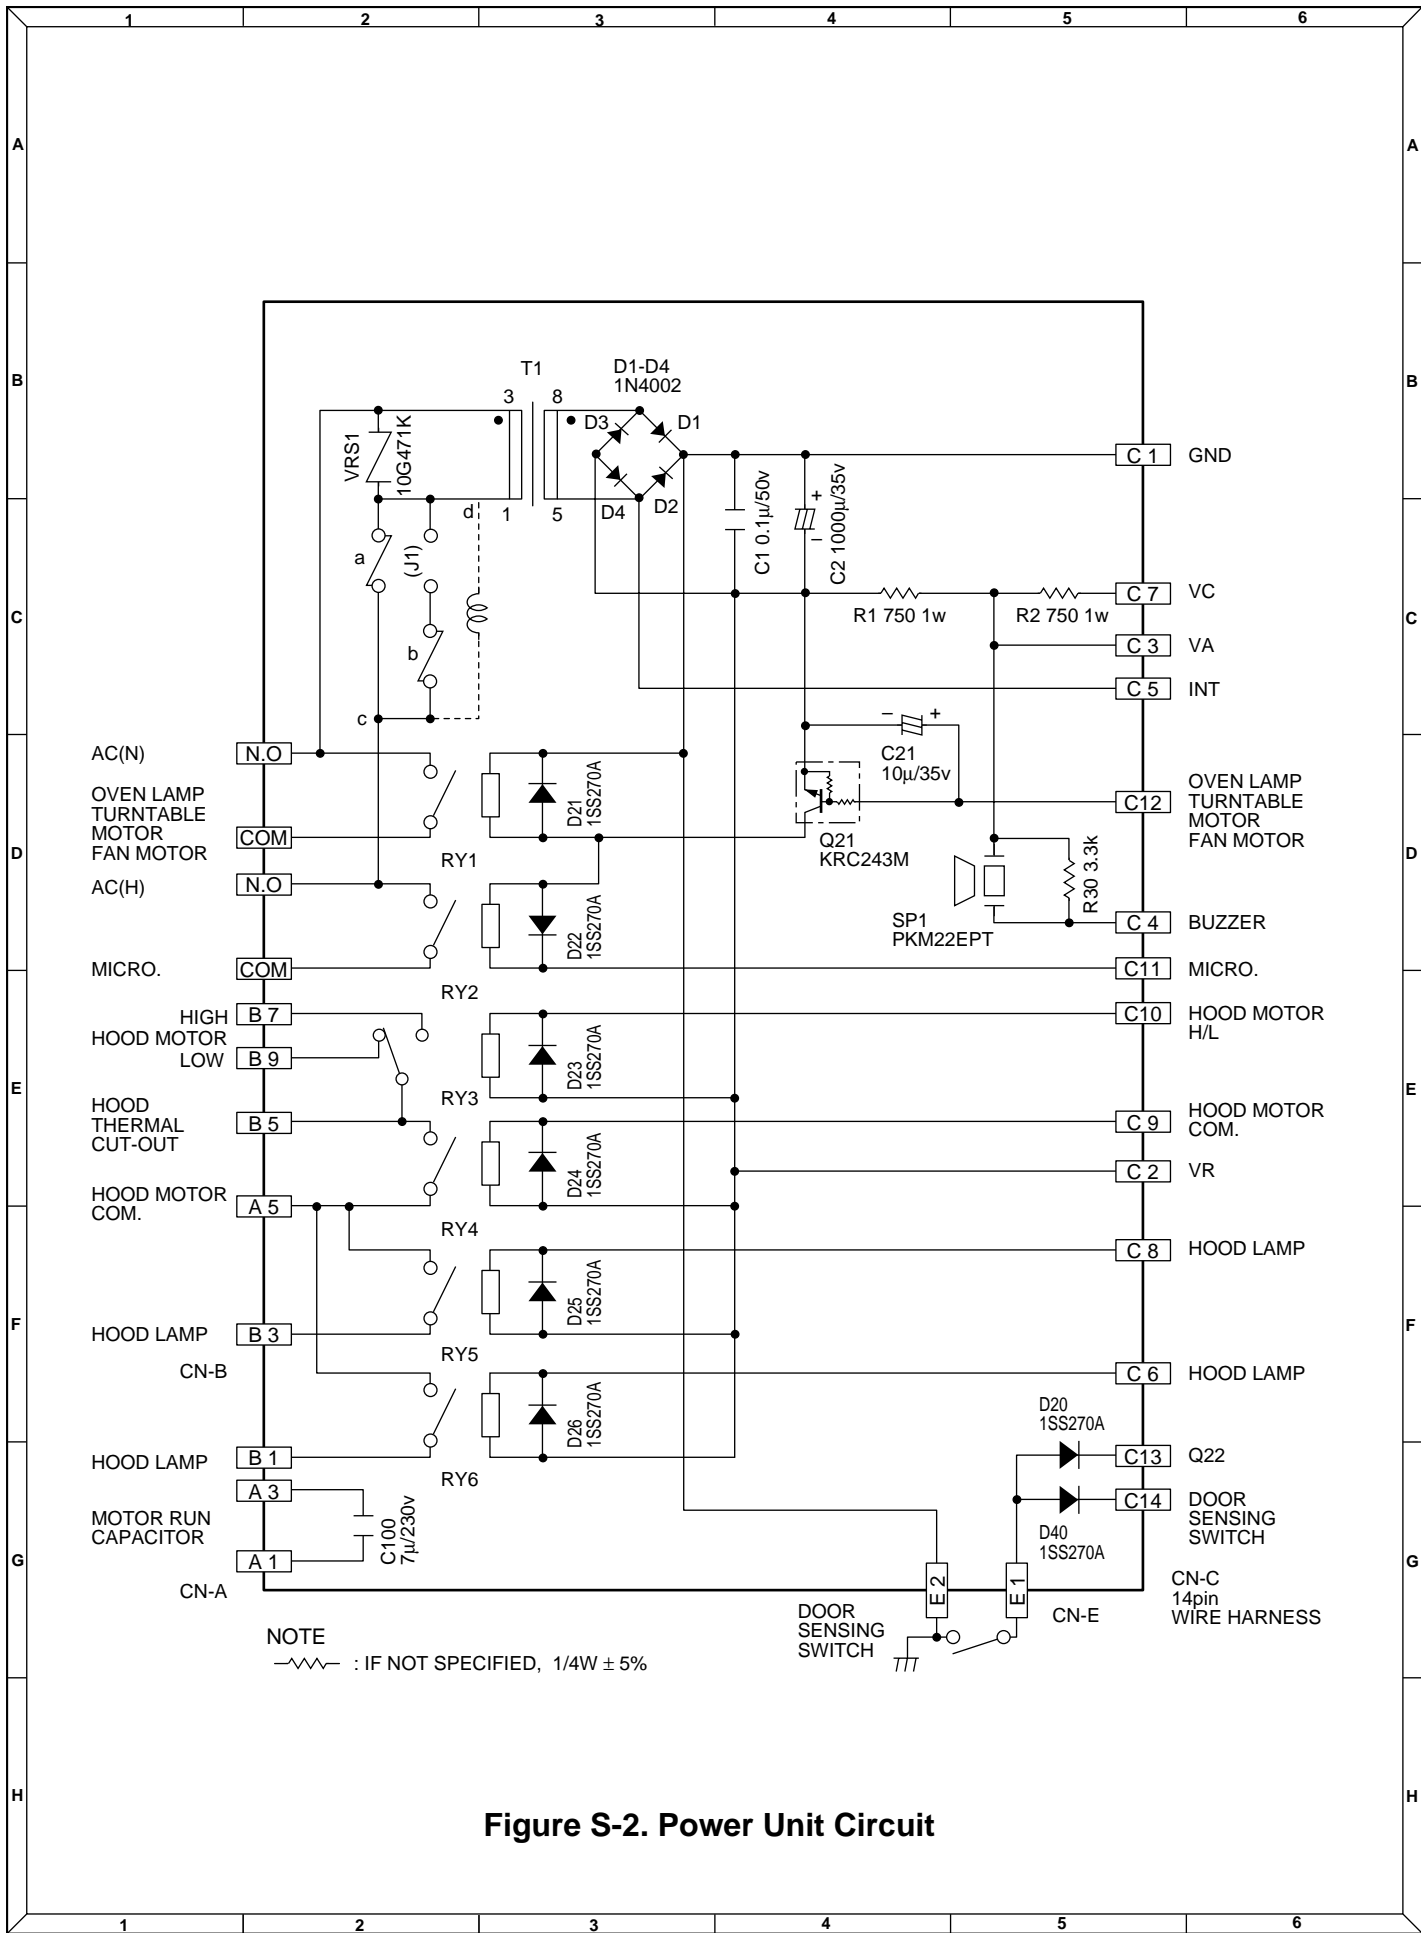 1 2 3 4 5 6
A A
B B
C C
D D
E E
F F
G G
H H
T1
D1-D4
1N4002
3 8
D3 D1
VRS1
10G471K
C 1 GND
1 5
D4 D2
d
a
(J1)
b
c
C1 0.1µ/50v
+
–
C2 1000µ/35v
R1 750 1w
R2 750 1w
C 7 VC
C 3 VA
C 5 INT
– +
C21
10µ/35v
AC(N) N.O
OVEN LAMP
TURNTABLE
MOTOR
FAN MOTOR
COM
RY1
D21
1SS270A
Q21
KRC243M
C12
OVEN LAMP
TURNTABLE
MOTOR
FAN MOTOR
AC(H) N.O
D22
1SS270A
SP1
PKM22EPT
R30 3.3k
C 4 BUZZER
MICRO. COM
RY2
C11 MICRO.
HIGH B 7
HOOD MOTOR
LOW B 9
RY3
D23
1SS270A
C10 HOOD MOTOR
H/L
HOOD
THERMAL
CUT-OUT
B 5
D24
1SS270A
C 9 HOOD MOTOR
COM.
C 2 VR
HOOD MOTOR
COM.
A 5
RY4
D25
1SS270A
C 8 HOOD LAMP
HOOD LAMP B 3
RY5
CN-B
D26
1SS270A
C 6 HOOD LAMP
HOOD LAMP B 1
RY6
D20
1SS270A
C13 Q22
A 3
MOTOR RUN
CAPACITOR
C100
7µ/230v
A 1
CN-A
C14 DOOR
SENSING
SWITCH
D40
1SS270A
E 2
E 1
CN-E
CN-C
14pin
WIRE HARNESS
DOOR
SENSING
SWITCH
NOTE
: IF NOT SPECIFIED, 1/4W ± 5%
Figure S-2. Power Unit Circuit
1 2 3 4 5 6